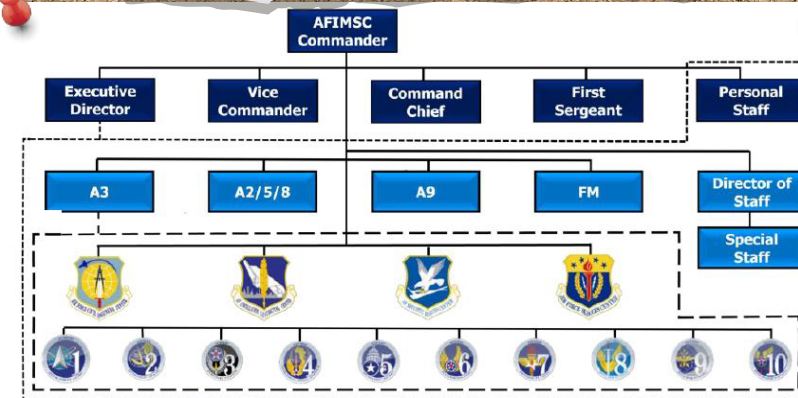 AFIMSC
Commander
Executive
Director
Vice
Commander
Command
Chief
First
Sergeant
Personal
Staff
A3
A2/5/8
A9
FM
Director of
Staff
Special
Staff
1
2
3
4
5
6
7
8
9
10